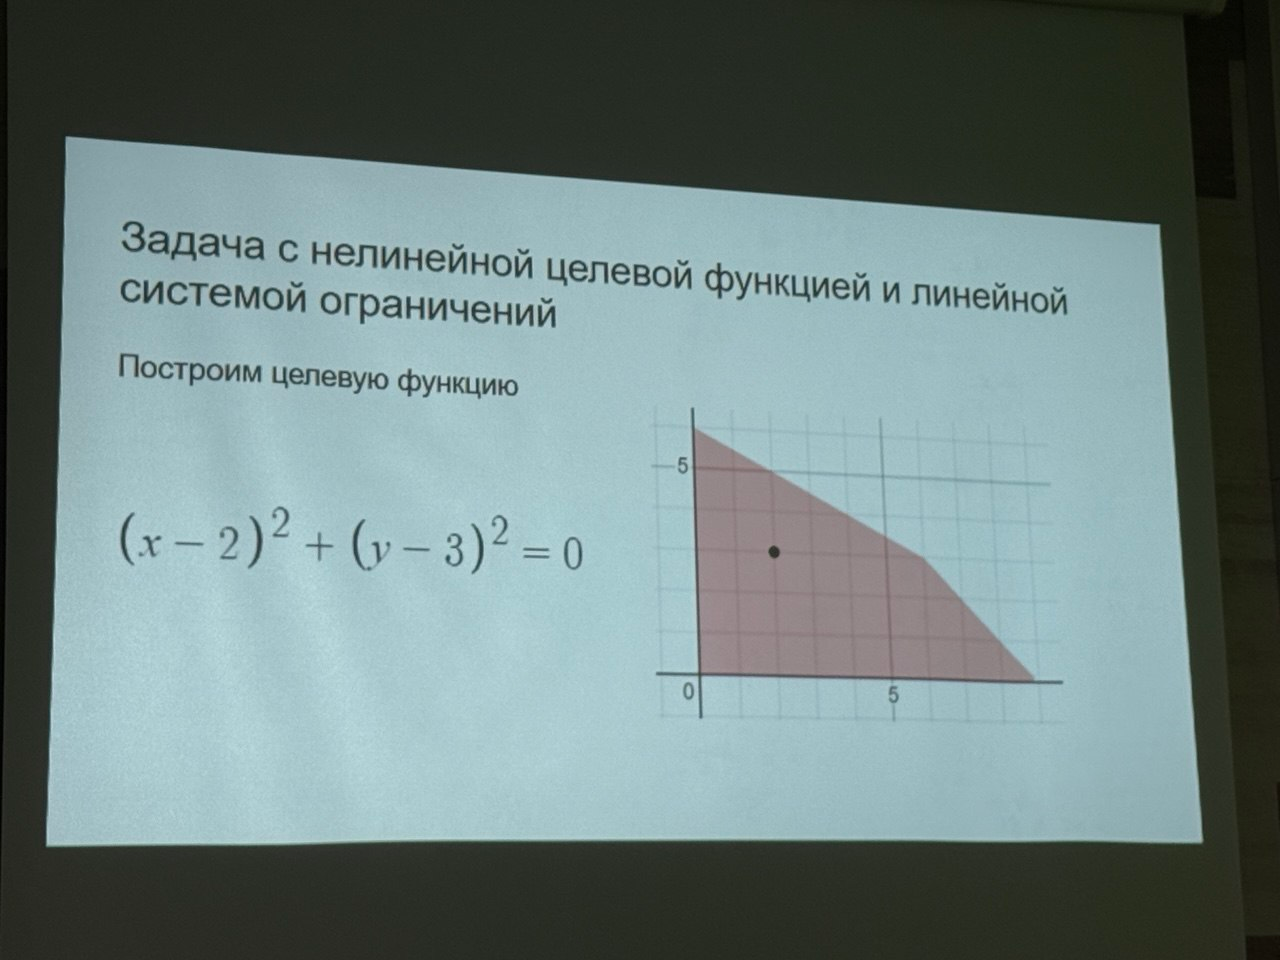 Задача с нелинейной целевой функцией и линейной
системой ограничений
Построим целевую функцию
(x − 2)² + (y − 3)² = 0
5
0
5